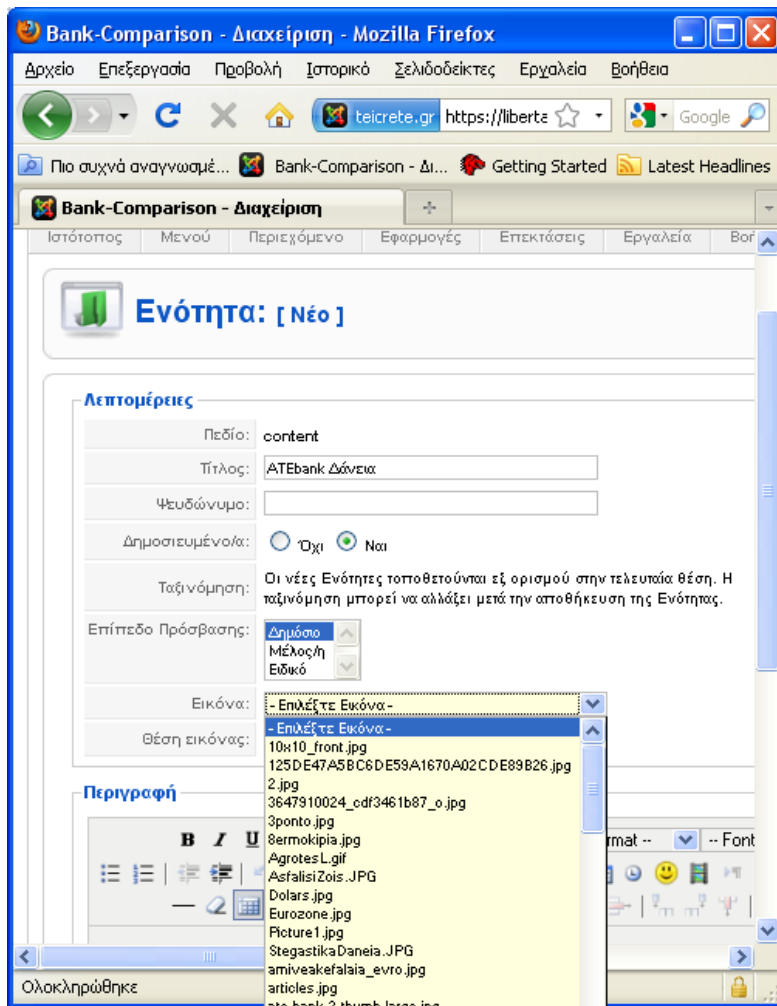 Bank-Comparison - Διαχείριση - Mozilla Firefox
Αρχείο Επεξεργασία Προβολή Ιστορικό Σελιδοδείκτες Εργαλεία Βοήθεια
teicrete.gr https://liberta Google
Πιο συχνά αναγνωσμέ... Bank-Comparison - Δι... Getting Started Latest Headlines
Bank-Comparison - Διαχείριση
Ιστότοπος Μενού Περιεχόμενο Εφαρμογές Επεκτάσεις Εργαλεία Βοή
Ενότητα: [ Νέο ]
Λεπτομέρειες
Πεδίο: content
Τίτλος: ATEbank Δάνεια
Ψευδώνυμο:
Δημοσιευμένο/α: Όχι Ναι
Ταξινόμηση: Οι νέες Ενότητες τοποθετούνται εξ ορισμού στην τελευταία θέση. Η
ταξινόμηση μπορεί να αλλάξει μετά την αποθήκευση της Ενότητας.
Επίπεδο Πρόσβασης: Δημόσιο
Μέλος/η
Ειδικό
Εικόνα: - Επιλέξτε Εικόνα -
- Επιλέξτε Εικόνα -
Θέση εικόνας: 10x10_front.jpg
125DE47A5BC6DE59A1670A02CDE89B26.jpg
2.jpg
3647910024_cdf3461b87_o.jpg
Περιγραφή
3ponto.jpg
B I U 8ermokipia.jpg rmat -- -- Font
AgrotesL.gif
AsfalisiZois.JPG
Dolars.jpg
Eurozone.jpg
Picture1.jpg
StegastikaDaneia.JPG
amiveakefalaia_evro.jpg
Ολοκληρώθηκε articles.jpg